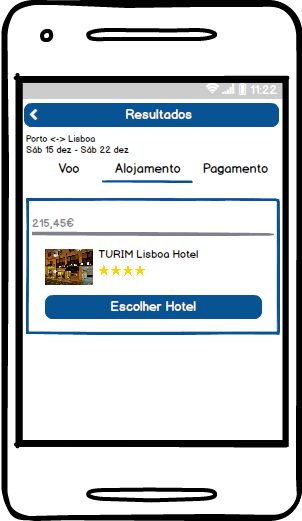 11:22
Resultados
Porto <-> Lisboa
Sáb 15 dez - Sáb 22 dez
Voo Alojamento Pagamento
215,45€
TURIM Lisboa Hotel
Escolher Hotel